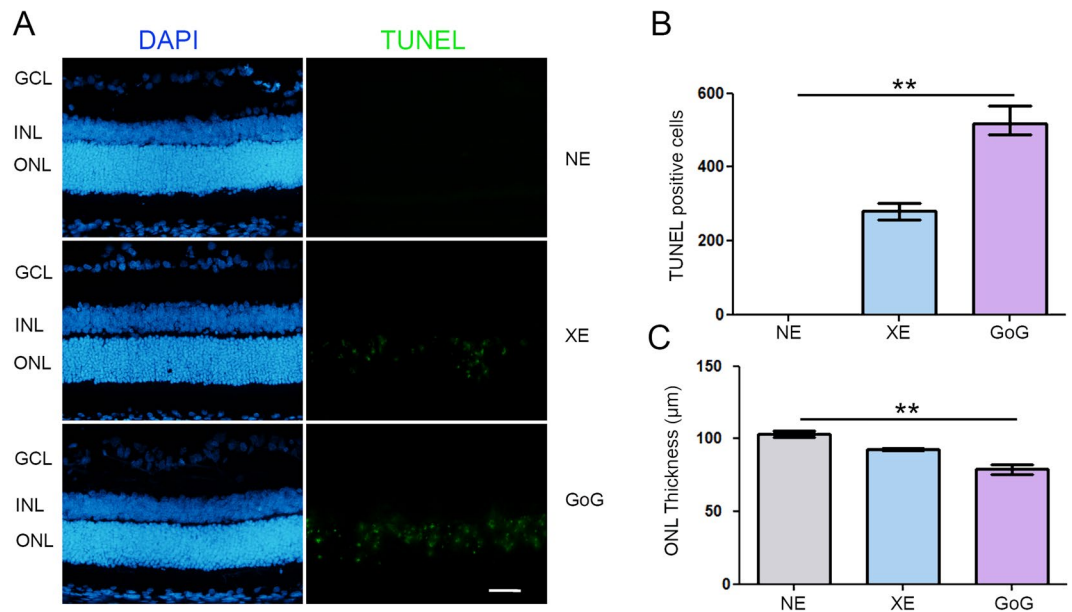 A
DAPI
TUNEL
GCL
INL
ONL
NE
GCL
INL
ONL
XE
GCL
INL
ONL
GoG
B
TUNEL positive cells
600
400
200
0
**
NE
XE
GoG
C
ONL Thickness (µm)
150
100
50
0
**
NE
XE
GoG